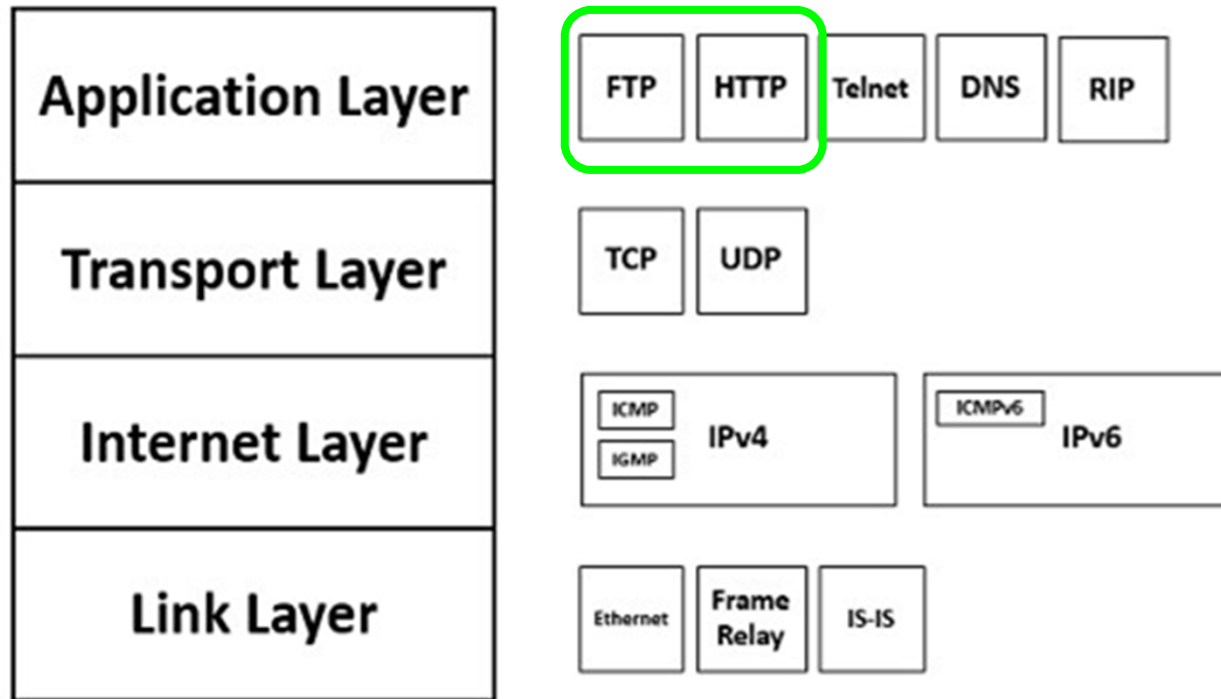 Application Layer
FTP
HTTP
Telnet
DNS
RIP
Transport Layer
TCP
UDP
Internet Layer
ICMP
IGMP
IPv4
ICMPv6
IPv6
Link Layer
Ethernet
Frame
Relay
IS-IS